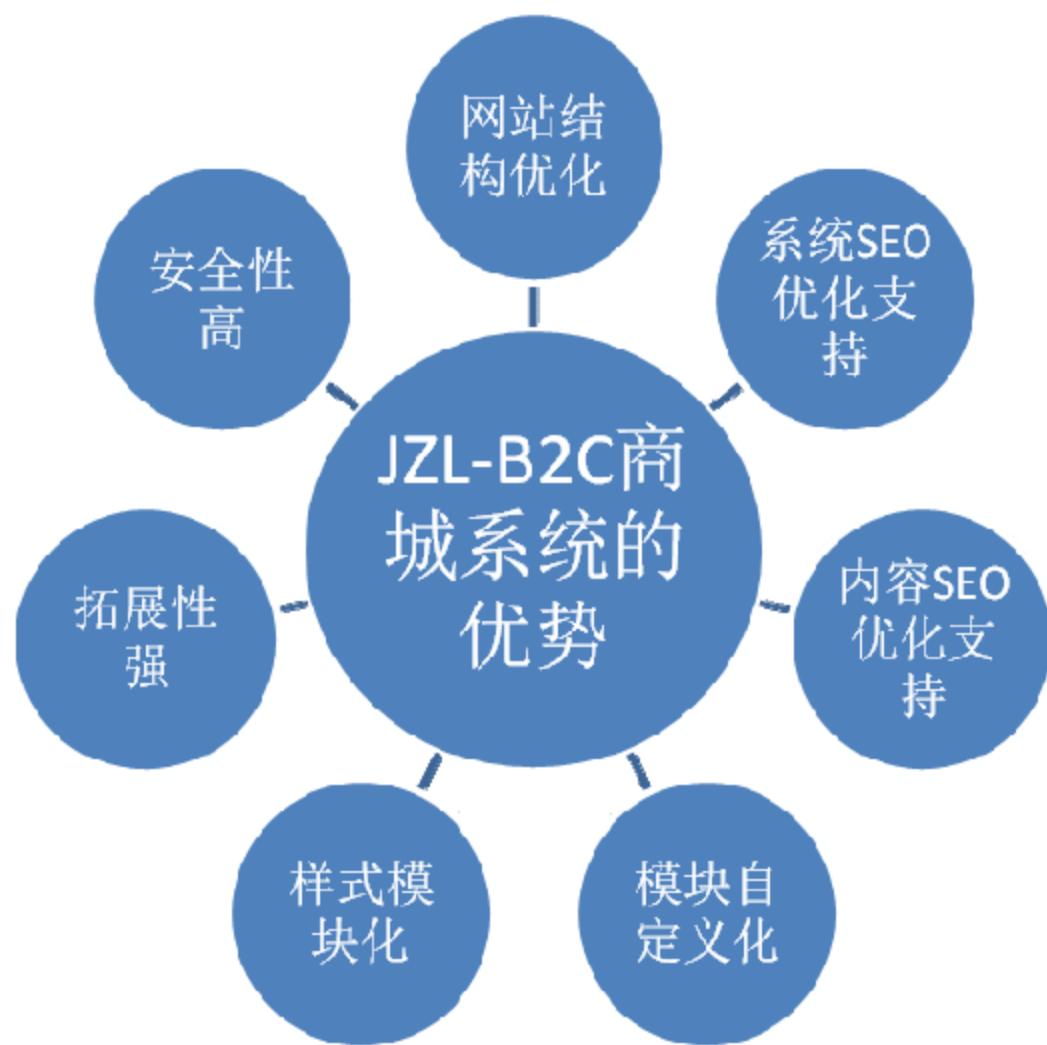 网站结
构优化
系统SEO
优化支
持
安全性
高
JZL-B2C商
城系统的
优势
内容SEO
优化支
持
拓展性
强
样式模
块化
模块自
定义化